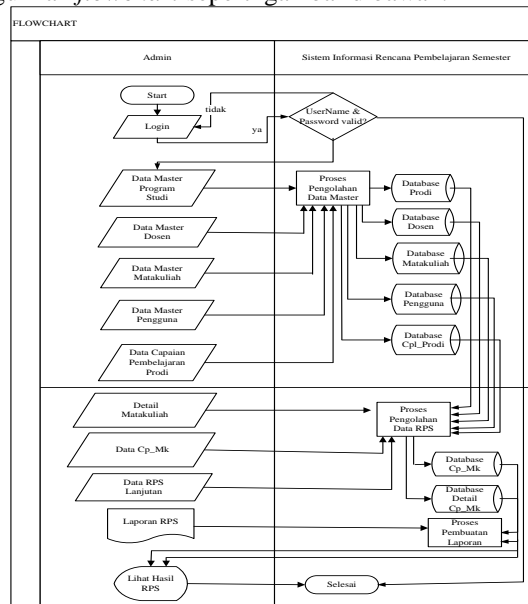 FLOWCHART
Admin
Sistem Informasi Rencana Pembelajaran Semester
Start
tidak
Login
ya
UserName &
Password valid?
Data Master
Program
Studi
Proses
Pengolahan
Data Master
Database
Prodi
Data Master
Dosen
Database
Dosen
Data Master
Matakuliah
Database
Matakuliah
Data Master
Pengguna
Database
Pengguna
Data Capaian
Pembelajaran
Prodi
Database
Cpl_Prodi
Detail
Matakuliah
Proses
Pengolahan
Data RPS
Data Cp_Mk
Database
Cp_Mk
Data RPS
Lanjutan
Database
Detail
Cp_Mk
Laporan RPS
Proses
Pembuatan
Laporan
Lihat Hasil
RPS
Selesai